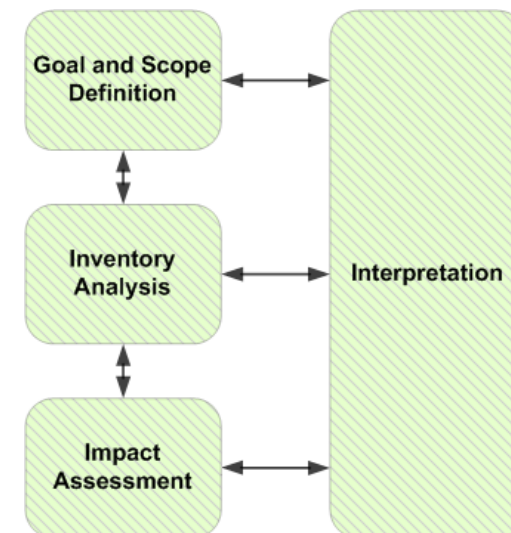 Goal and Scope
Definition
Inventory
Analysis
Interpretation
Impact
Assessment